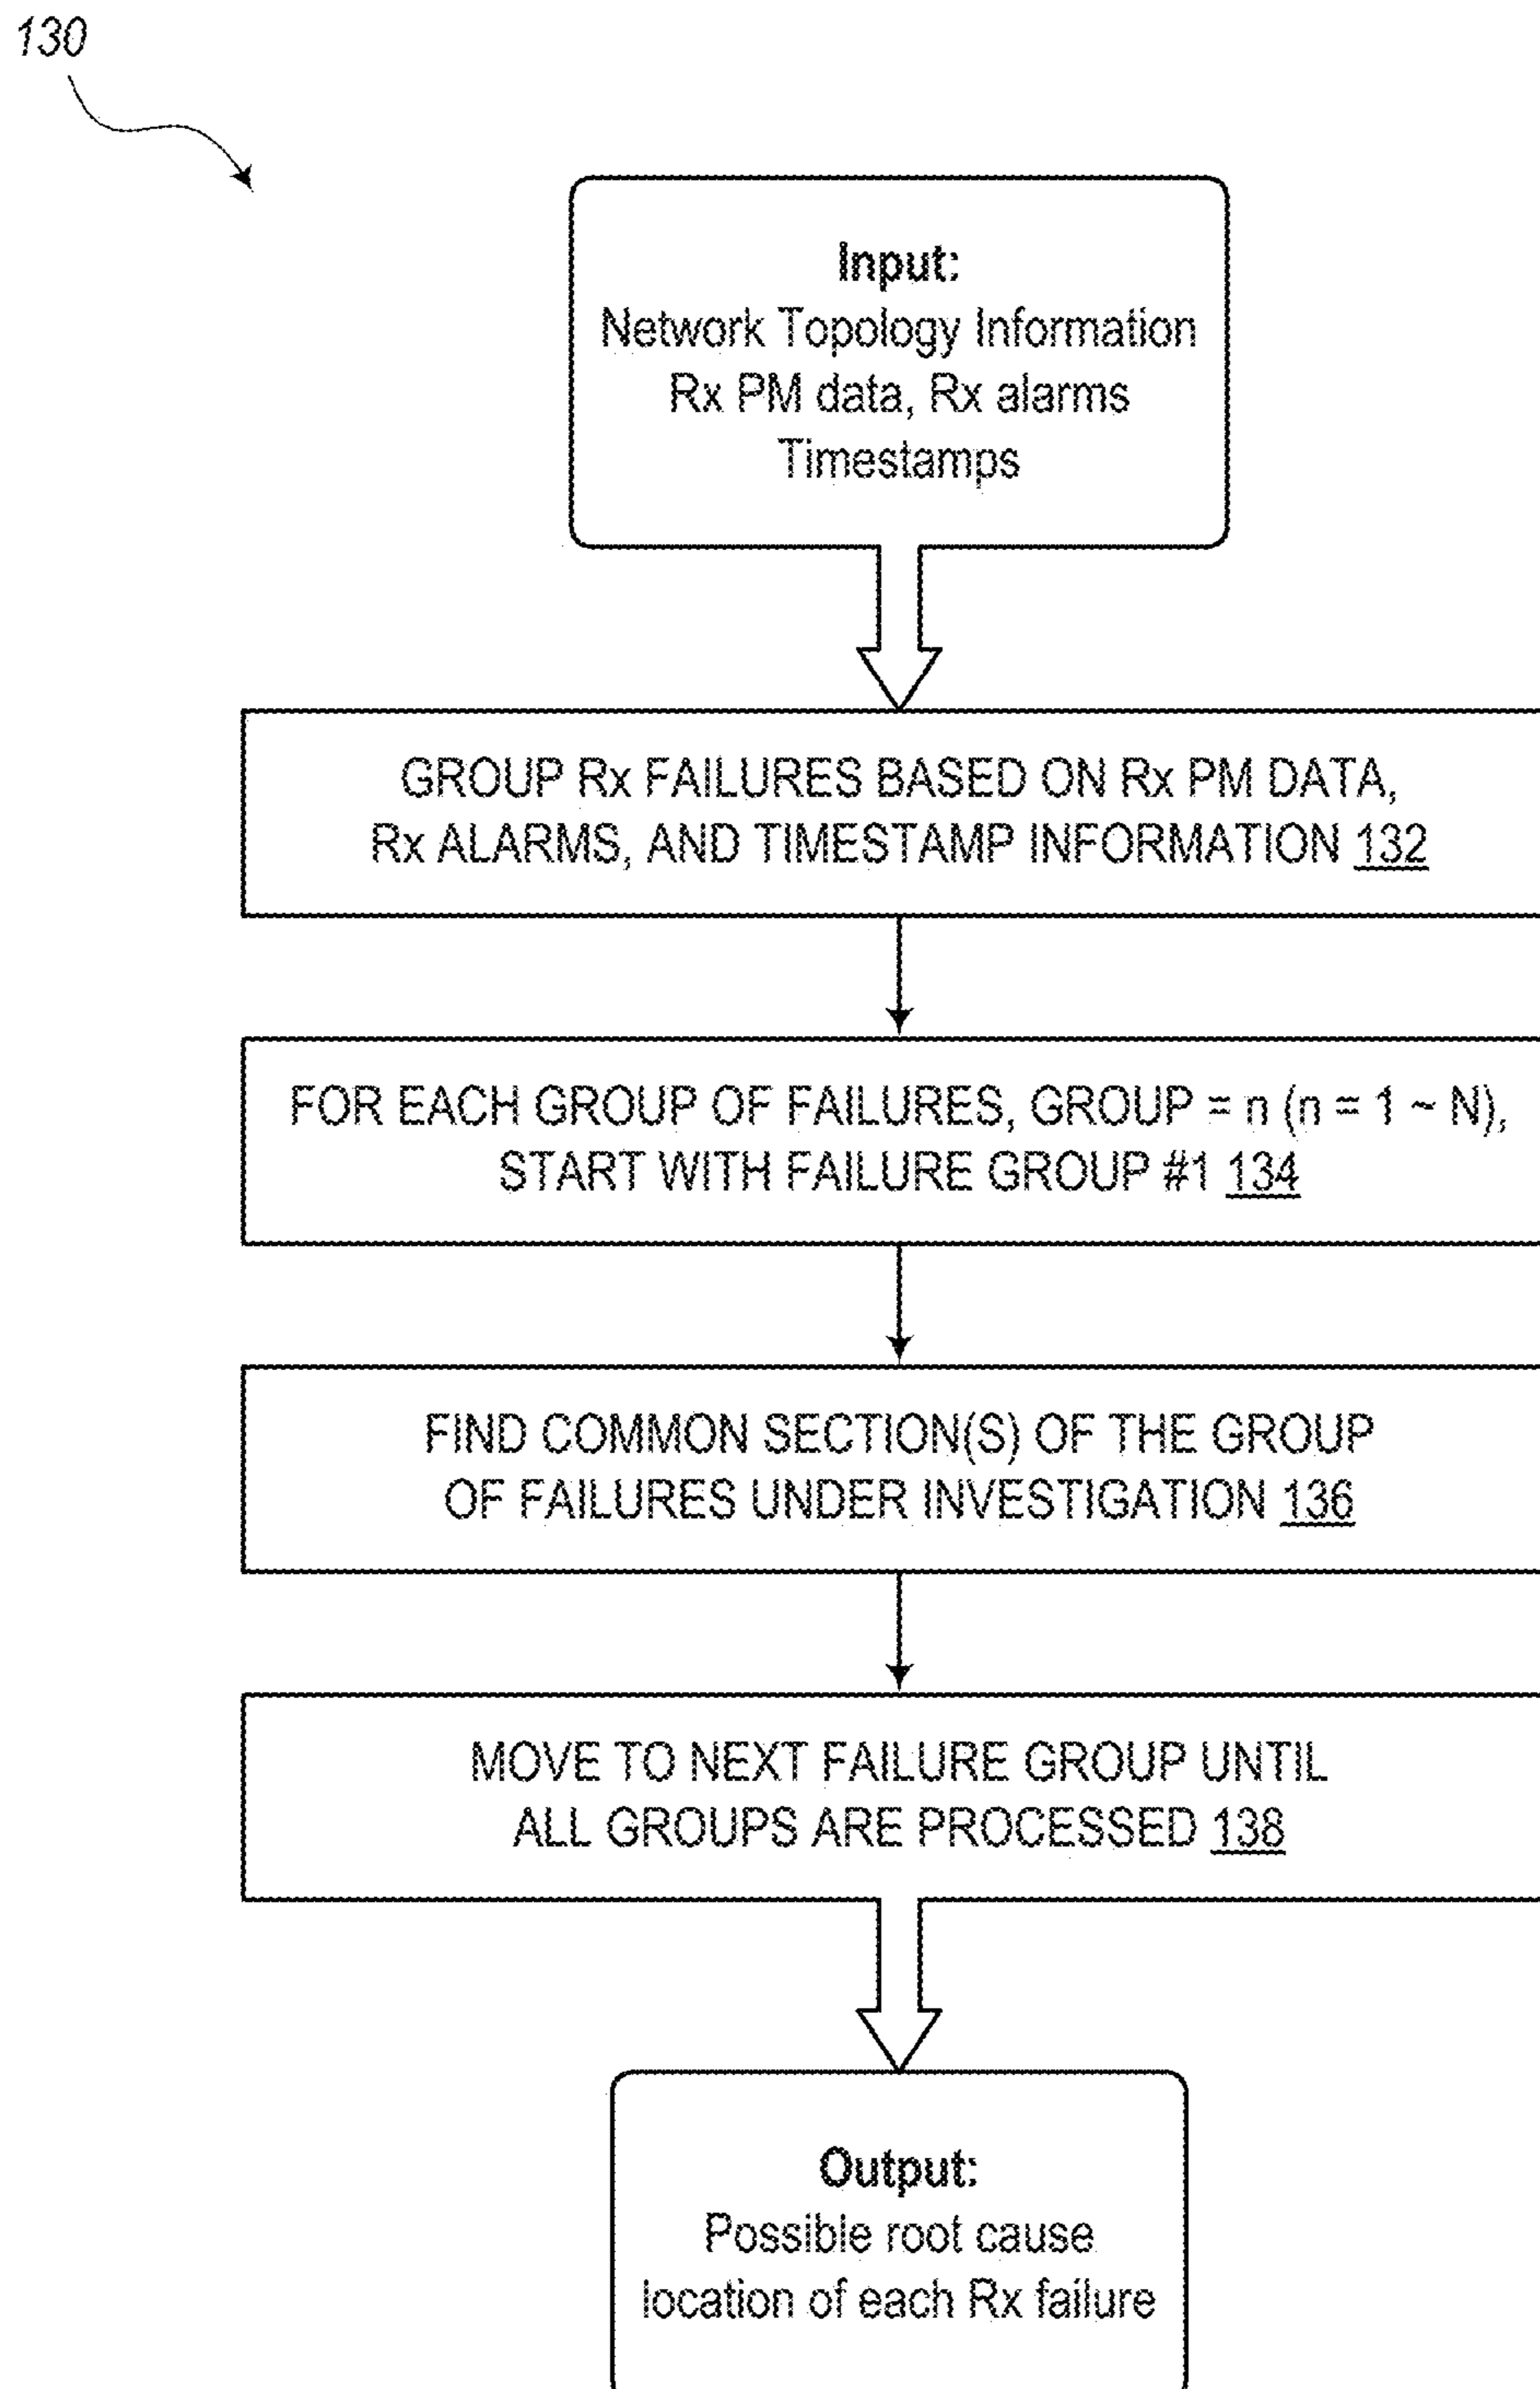 130
Input:
Network Topology Information
Rx PM data, Rx alarms
Timestamps
GROUP Rx FAILURES BASED ON Rx PM DATA,
Rx ALARMS, AND TIMESTAMP INFORMATION 132
FOR EACH GROUP OF FAILURES, GROUP = n (n = 1 ~ N),
START WITH FAILURE GROUP #1 134
FIND COMMON SECTION(S) OF THE GROUP
OF FAILURES UNDER INVESTIGATION 136
MOVE TO NEXT FAILURE GROUP UNTIL
ALL GROUPS ARE PROCESSED 138
Output:
Possible root cause
location of each Rx failure